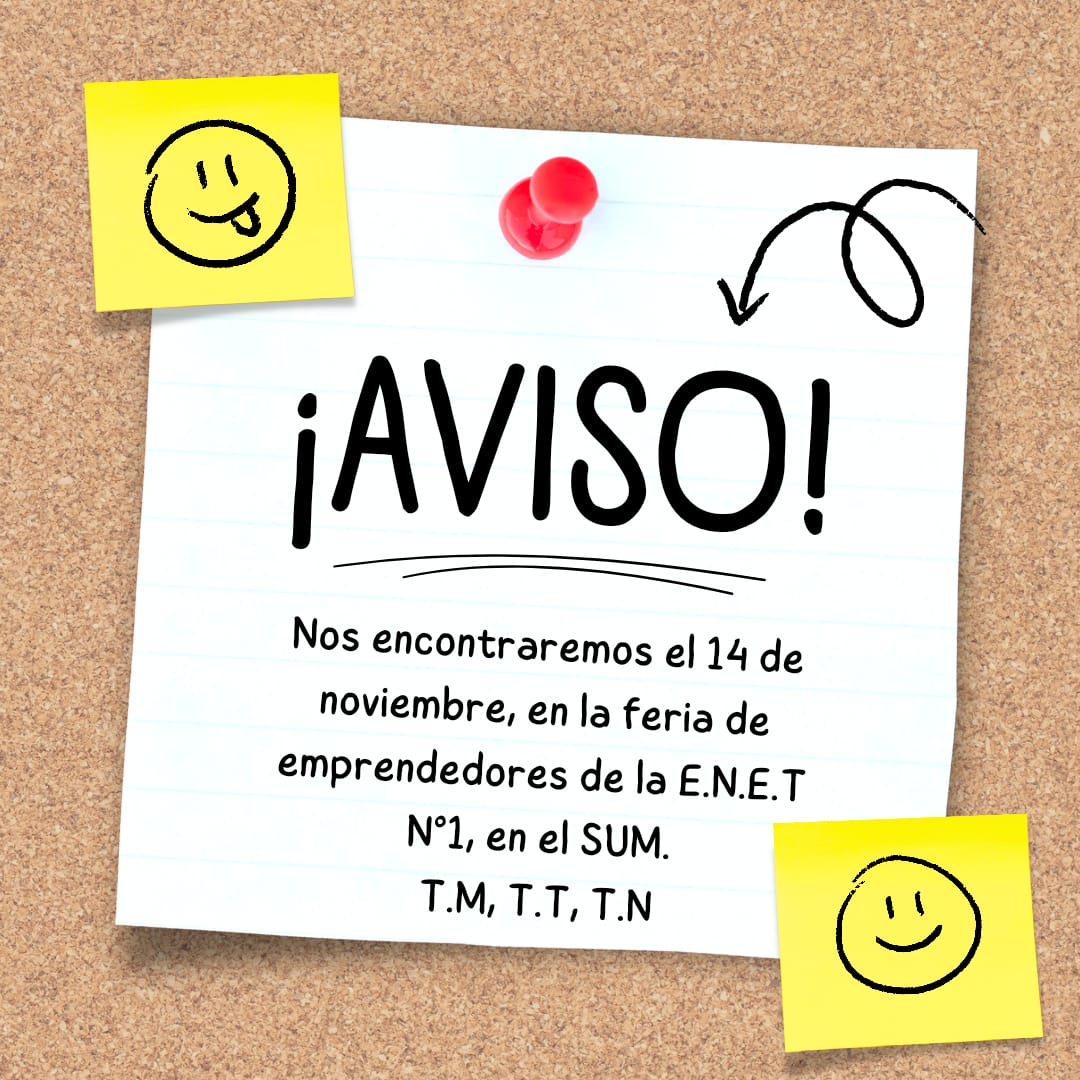 ¡AVISO!
Nos encontraremos el 14 de
noviembre, en la feria de
emprendedores de la E.N.E.T
N°1, en el SUM.
T.M, T.T, T.N